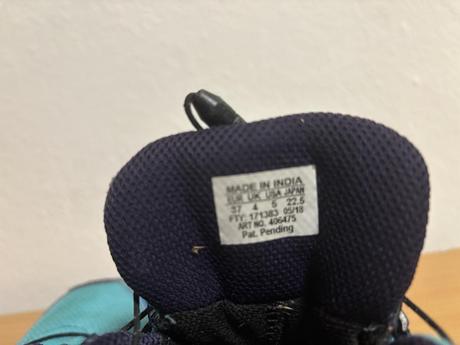 MADE IN INDIA
EUR UK USA JAPAN
37 4 5 22.5
FTY: 171383 05/18
ART NO. 406475
Pat. Pending